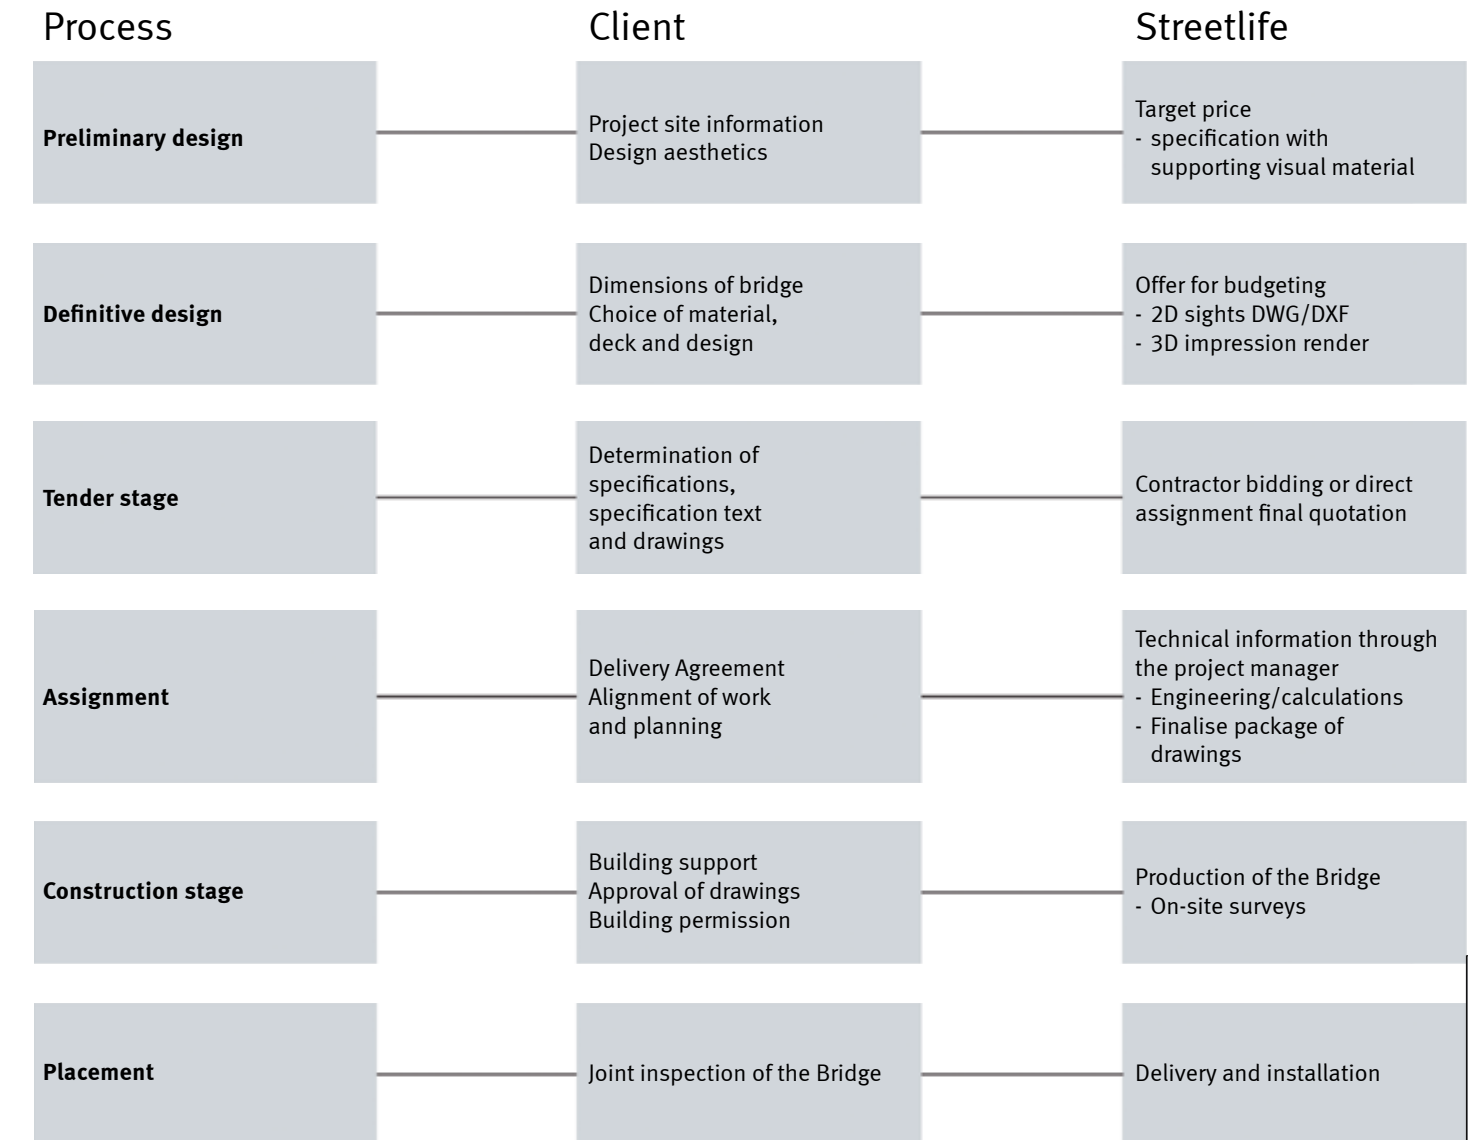 Process
Client
Streetlife
Preliminary design
Project site information
Design aesthetics
Target price
- specification with
supporting visual material
Definitive design
Dimensions of bridge
Choice of material,
deck and design
Offer for budgeting
- 2D sights DWG/DXF
- 3D impression render
Tender stage
Determination of
specifications,
specification text
and drawings
Contractor bidding or direct
assignment final quotation
Assignment
Delivery Agreement
Alignment of work
and planning
Technical information through
the project manager
- Engineering/calculations
- Finalise package of
drawings
Construction stage
Building support
Approval of drawings
Building permission
Production of the Bridge
- On-site surveys
Placement
Joint inspection of the Bridge
Delivery and installation